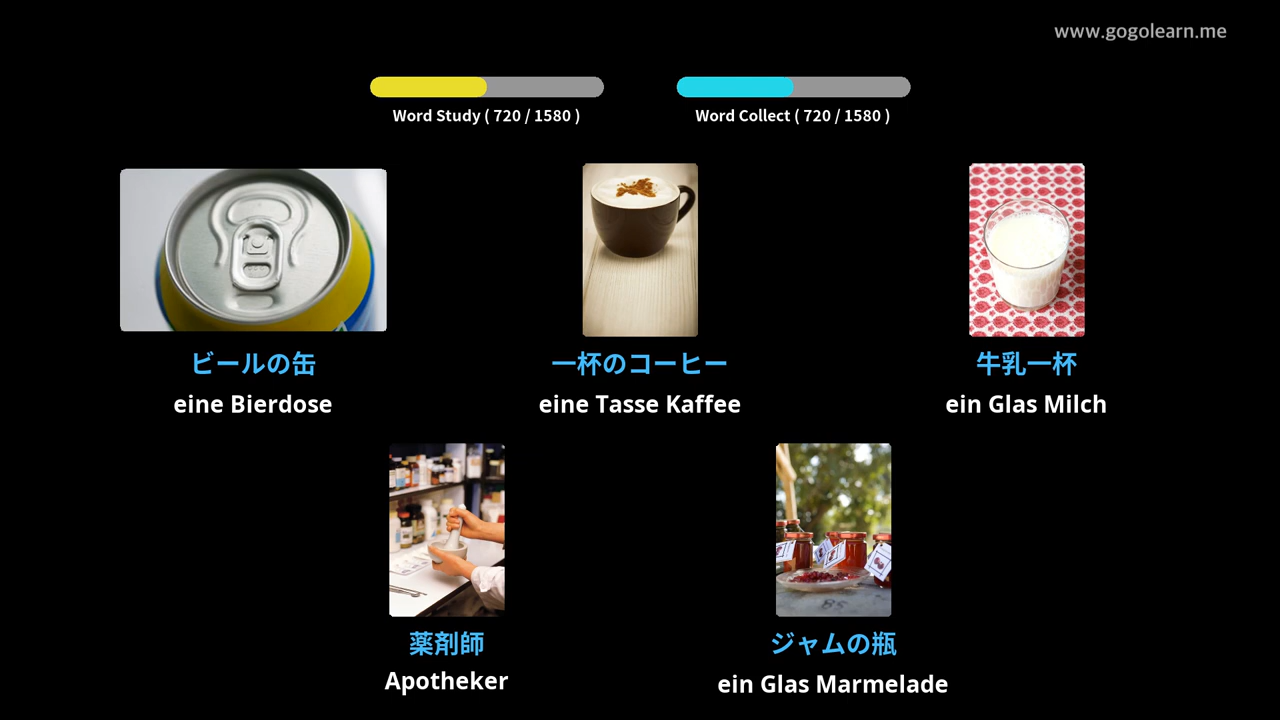 www.gogolearn.me
Word Study ( 720 / 1580 )
Word Collect ( 720 / 1580 )
ビールの缶
一杯のコーヒー
牛乳一杯
eine Bierdose
eine Tasse Kaffee
ein Glas Milch
薬剤師
ジャムの瓶
Apotheker
ein Glas Marmelade